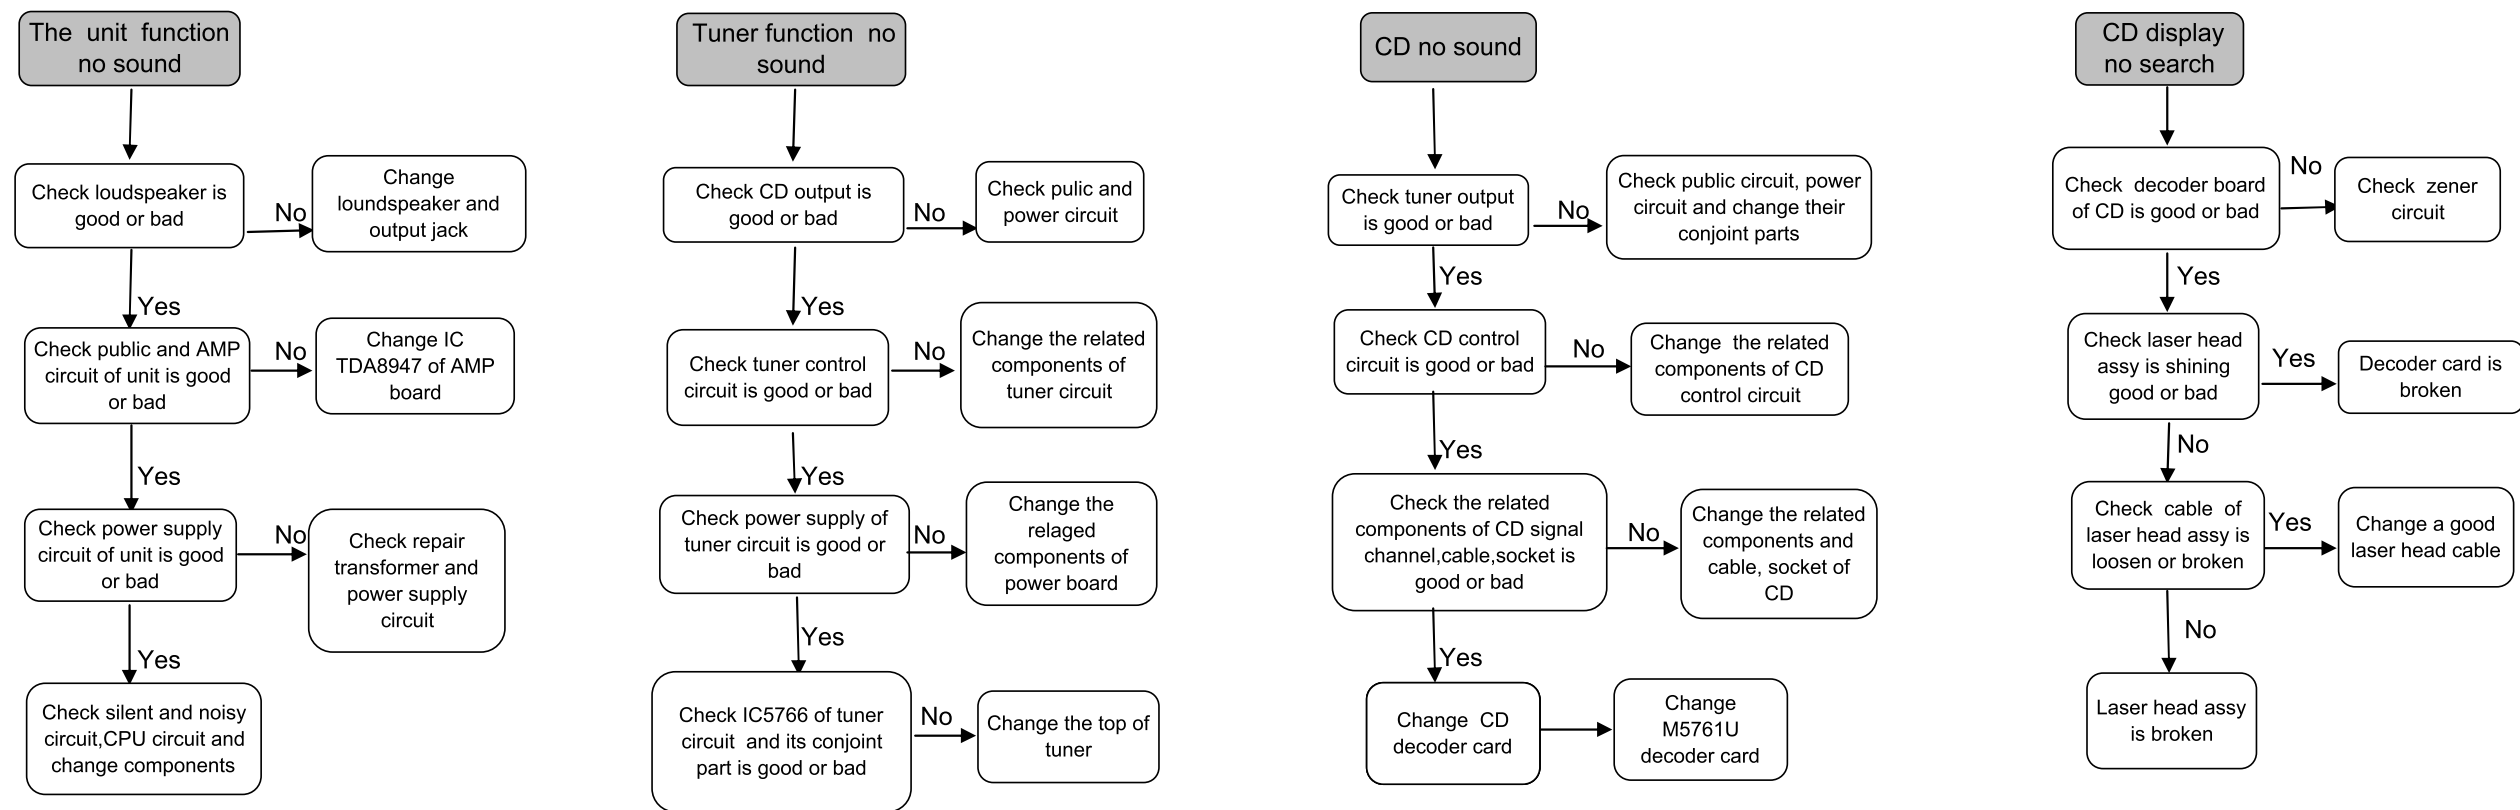 The unit function
no sound
Check loudspeaker is
good or bad
No
Change
loundspeaker and
output jack
Yes
Check public and AMP
circuit of unit is good
or bad
No
Change IC
TDA8947 of AMP
board
Yes
Check power supply
circuit of unit is good
or bad
No
Check repair
transformer and
power supply
circuit
Yes
Check silent and noisy
circuit,CPU circuit and
change components
Tuner function no
sound
Check CD output is
good or bad
No
Check pulic and
power circuit
Yes
Check tuner control
circuit is good or bad
No
Change the related
components of
tuner circuit
Yes
Check power supply of
tuner circuit is good or
bad
No
Change the
relaged
components of
power board
Yes
Check IC5766 of tuner
circuit and its conjoint
part is good or bad
No
Change the top of
tuner
CD no sound
Check tuner output
is good or bad
No
Check public circuit, power
circuit and change their
conjoint parts
Yes
Check CD control
circuit is good or bad
No
Change the related
components of CD
control circuit
Yes
Check the related
components of CD signal
channel,cable,socket is
good or bad
No
Change the related
components and
cable, socket of
CD
Yes
Change CD
decoder card
Change
M5761U
decoder card
CD display
no search
Check decoder board
of CD is good or bad
No
Check zener
circuit
Yes
Check laser head
assy is shining
good or bad
Yes
Decoder card is
broken
No
Check cable of
laser head assy is
loosen or broken
Yes
Change a good
laser head cable
No
Laser head assy
is broken